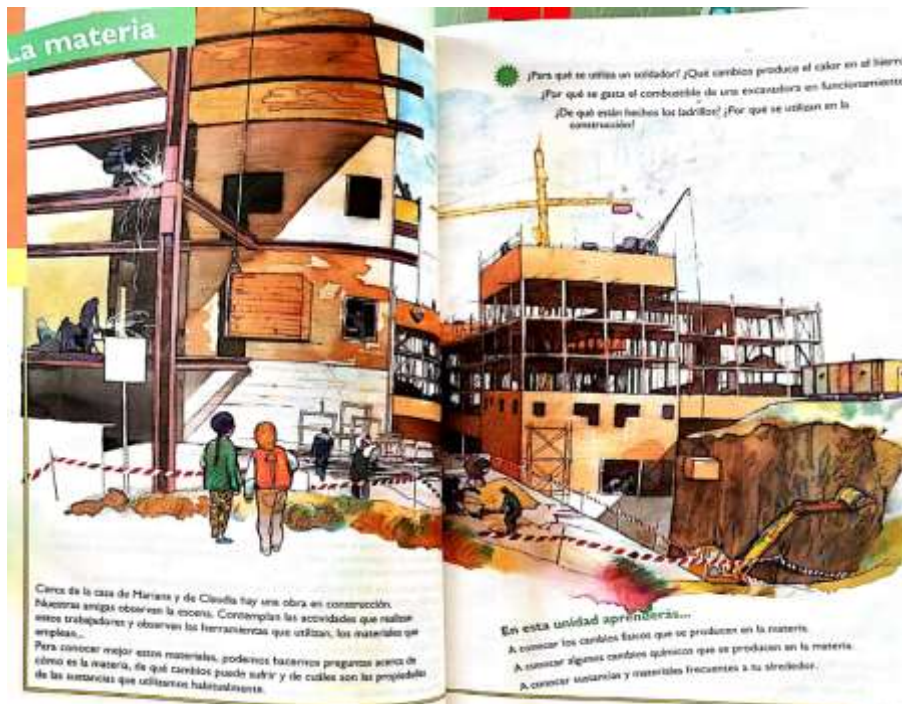 La materia
Cerca de la casa de Mariana y de Claudia hay una obra en construcción.
Nuestras amigas observan la escena. Contemplan las actividades que realizan
estos trabajadores y observan las herramientas que utilizan, los materiales que
emplean...
Para conocer mejor estos materiales, podemos hacernos preguntas acerca de
cómo es la materia, de qué cambios puede sufrir y de cuáles son las propiedades
de las sustancias que utilizamos habitualmente.
¿Para qué se utiliza un soldador? ¿Qué cambios produce el calor en el hierro
¿Por qué se gasta el combustible de una excavadora en funcionamiento
¿De qué están hechos los ladrillos? ¿Por qué se utilizan en la
construcción?
En esta unidad aprenderás...
A conocer los cambios físicos que se producen en la materia.
A conocer algunos cambios químicos que se producen en la materia.
A conocer sustancias y materiales frecuentes a tu alrededor.